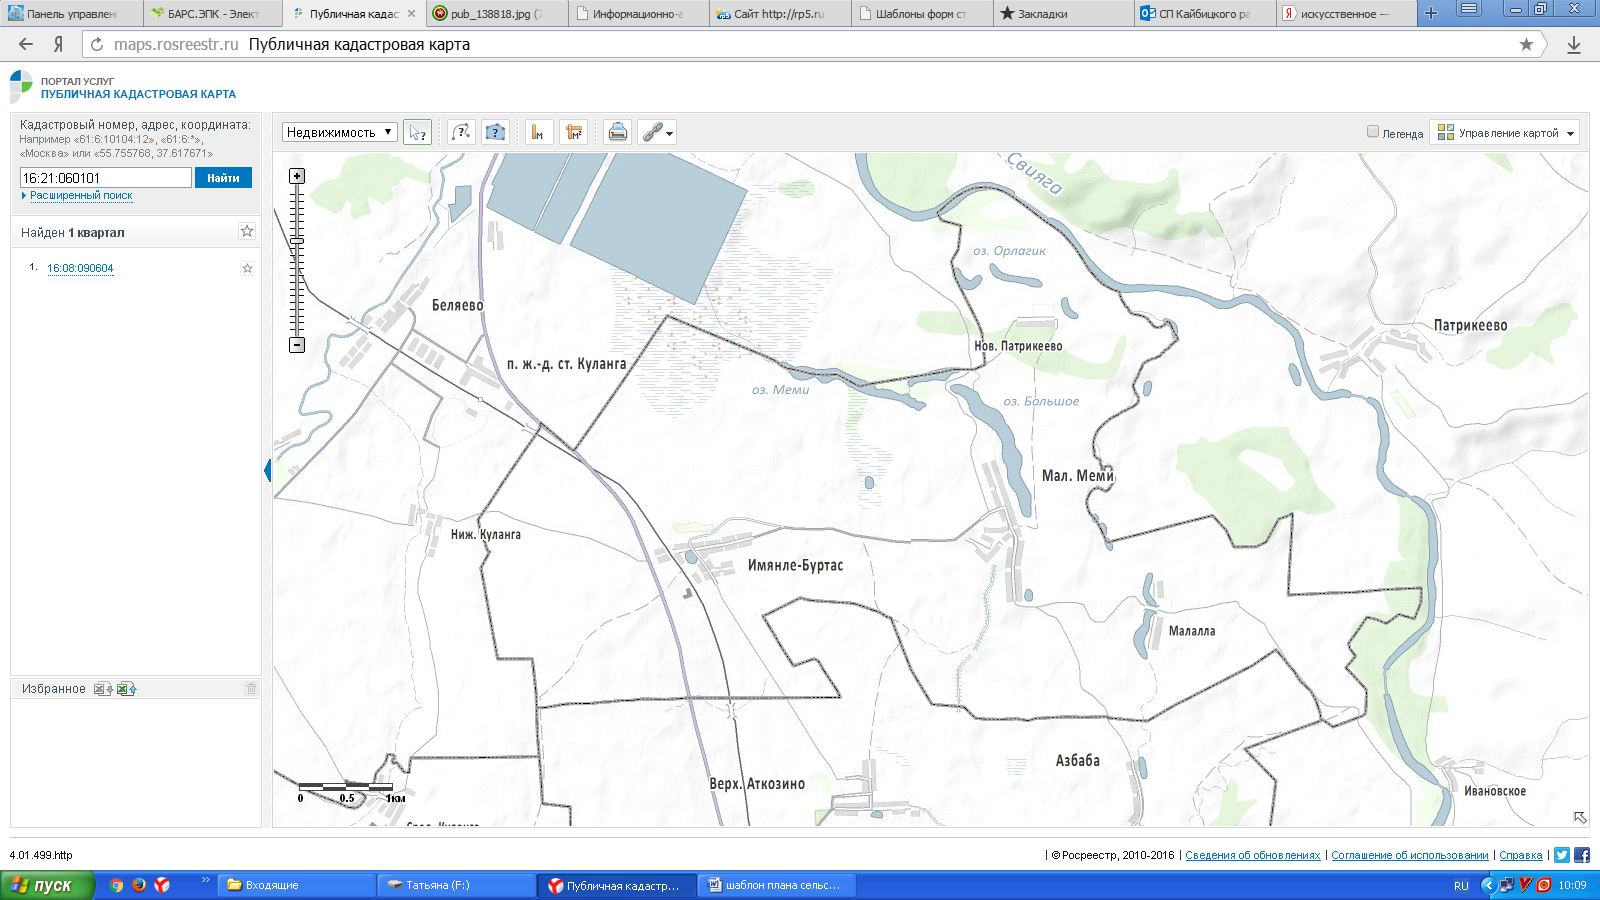 Панель управлени
БАРС.ЭПК - Элект
Публичная кадас
pub_138818.jpg (7
Информационно-а
Сайт http://rp5.ru
Шаблоны форм ст
Закладки
СП Кайбицкого ра
искусственное —
maps.rosreestr.ru Публичная кадастровая карта
ПОРТАЛ УСЛУГ
ПУБЛИЧНАЯ КАДАСТРОВАЯ КАРТА
Кадастровый номер, адрес, координата:
Например «61:6:10104:12», «61:6:*»,
«Москва» или «55.755768, 37.617671»
16:21:060101
Найти
Расширенный поиск
Найден 1 квартал
1. 16:08:090604
Избранное
Недвижимость
Легенда
Управление картой
Свияга
оз. Орлагик
Беляево
Патрикеево
Нов. Патрикеево
п. ж.-д. ст. Куланга
оз. Меми
оз. Большое
Мал. Меми
Ниж. Куланга
Имянле-Буртас
Малалла
Азбаба
Верх. Аткозино
Ивановское
0 0.5 1км
4.01.499.http
| © Росреестр, 2010-2016 | Сведения об обновлениях | Соглашение об использовании | Справка |
пуск
Входящие
Татьяна (F:)
Публичная кадастр...
шаблон плана сельс...
RU
10:09